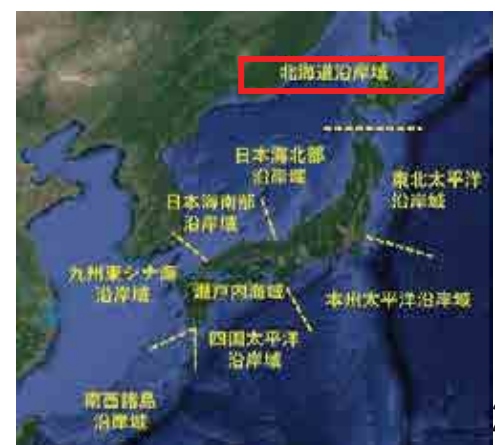 北海道沿岸域
日本海北部
沿岸域
東北太平洋
沿岸域
日本海南部
沿岸域
九州東シナ海
沿岸域
瀬戸内海域
本州太平洋沿岸域
四国太平洋
沿岸域
南西諸島
沿岸域